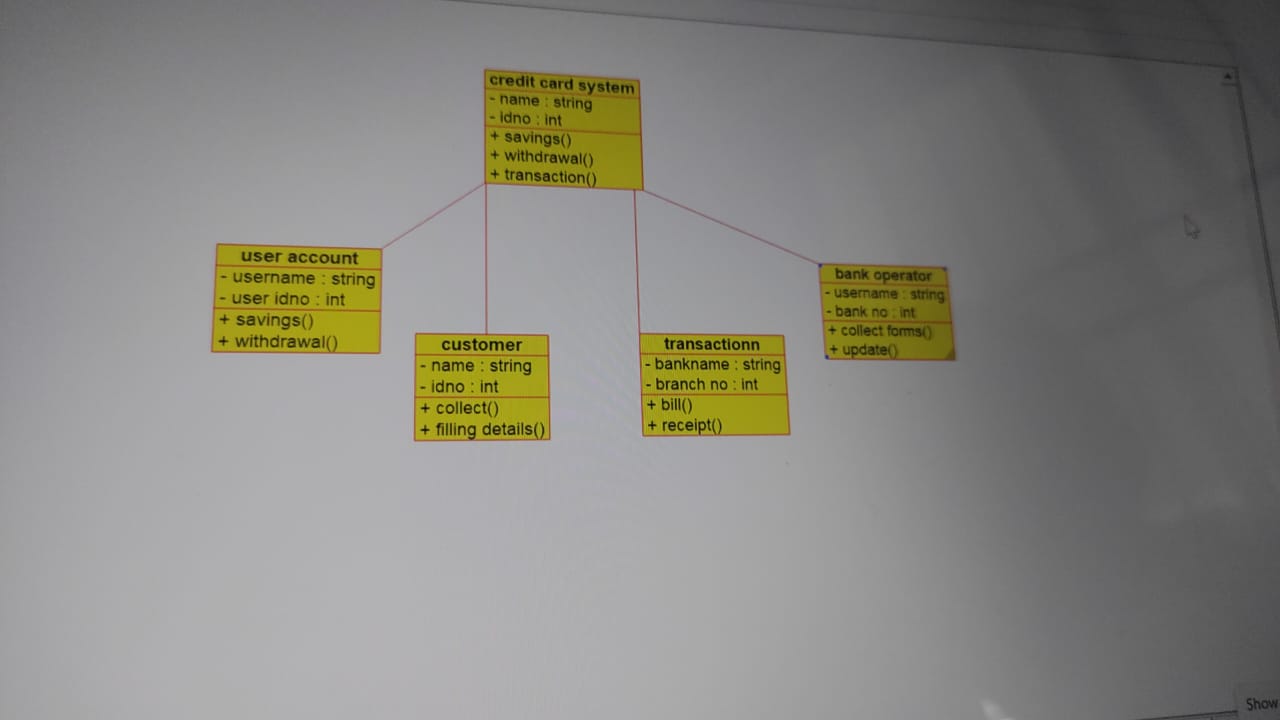 credit card system
- name : string
- idno : int
+ savings()
+ withdrawal()
+ transaction()
user account
- username : string
- user idno : int
+ savings()
+ withdrawal()
customer
- name : string
- idno : int
+ collect()
+ filling details()
transactionn
- bankname : string
- branch no : int
+ bill()
+ receipt()
bank operator
- username : string
- bank no : int
+ collect forms()
+ update()
Show